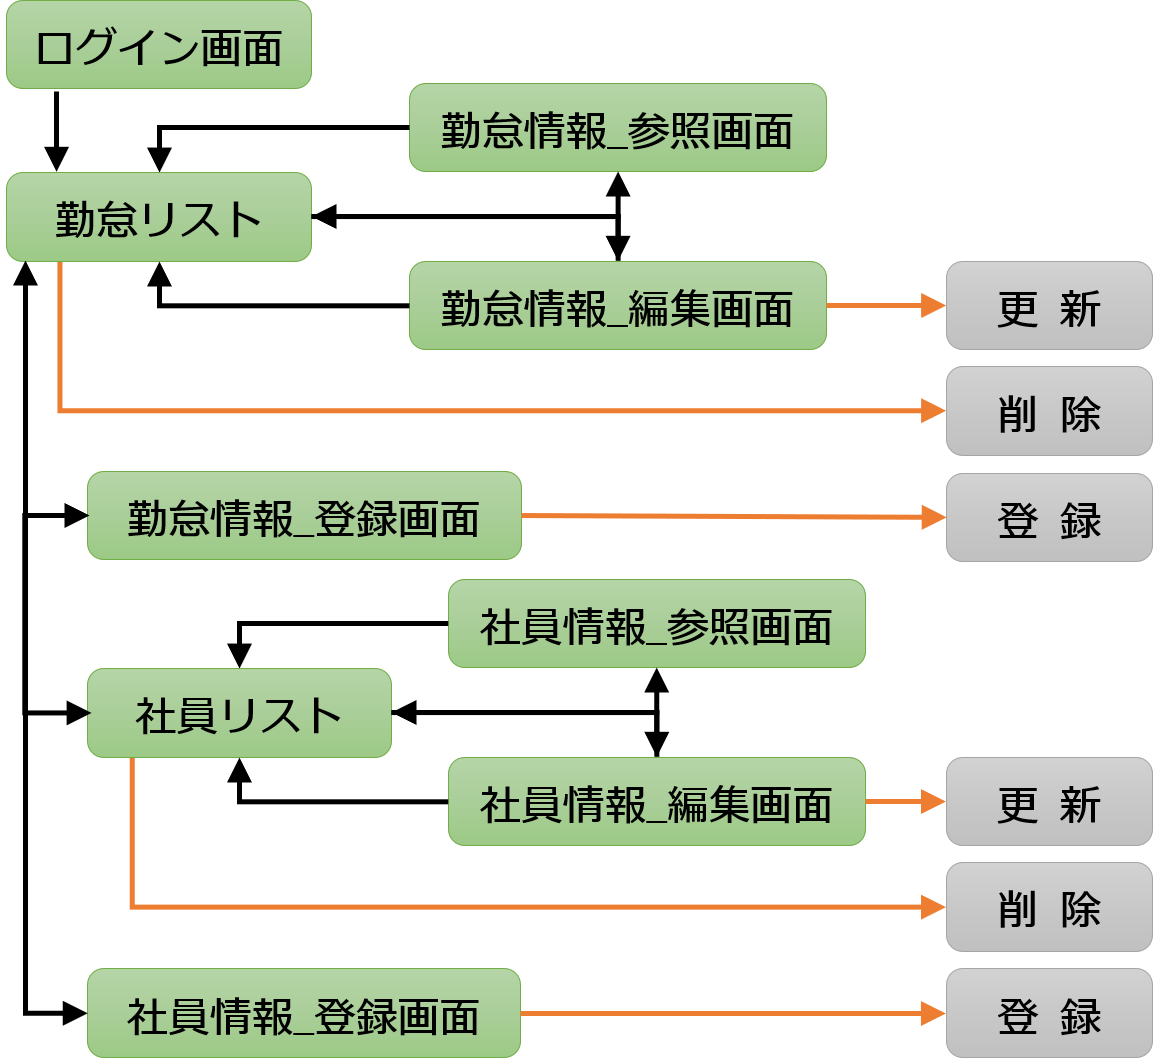 ログイン画面
勤怠情報_参照画面
勤怠リスト
勤怠情報_編集画面
更 新
削 除
勤怠情報_登録画面
登 録
社員情報_参照画面
社員リスト
社員情報_編集画面
更 新
削 除
社員情報_登録画面
登 録